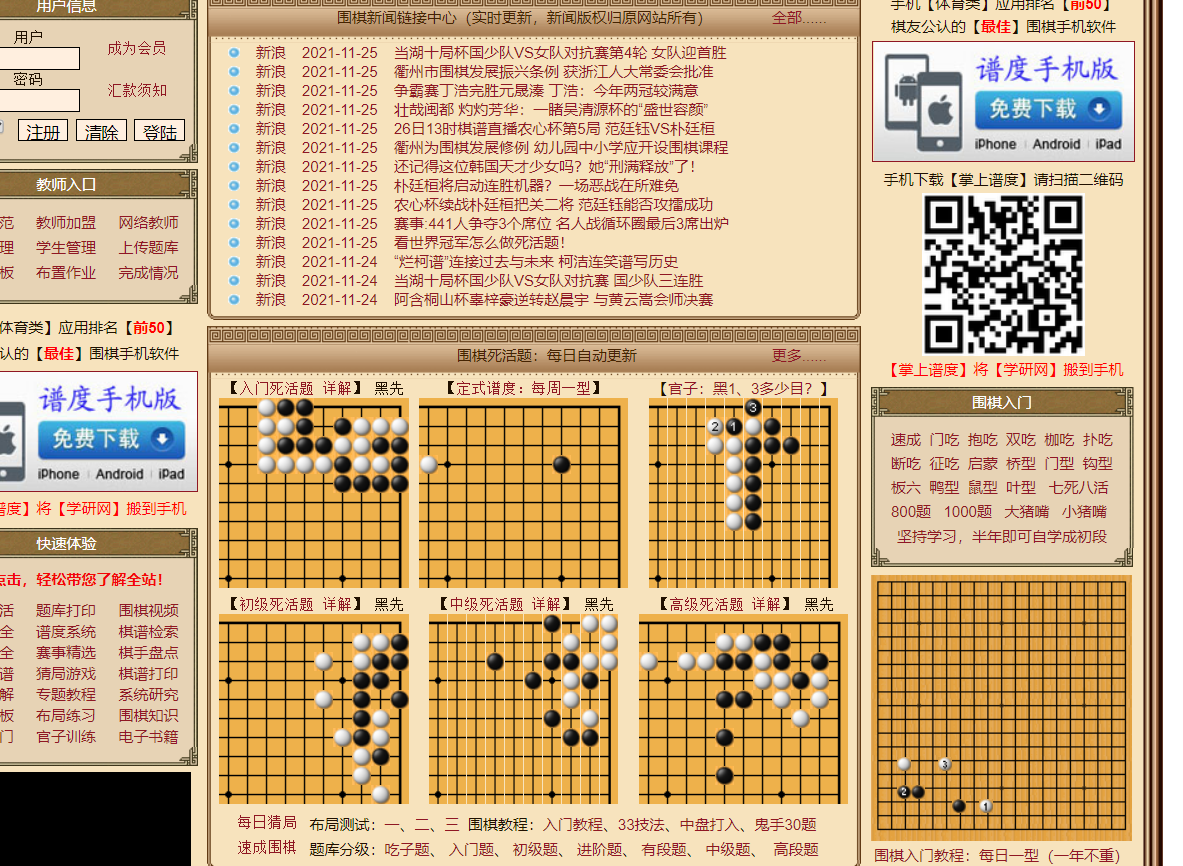 用户信息
用户
成为会员
密码
汇款须知
注册 清除 登陆
教师入口
范 教师加盟 网络教师
理 学生管理 上传题库
板 布置作业 完成情况
体育类】应用排名【前50】
认的【最佳】围棋手机软件
谱度手机版
免费下载
iPhone Android iPad
谱度】将【学研网】搬到手机
快速体验
点击，轻松带您了解全站！
活 题库打印 围棋视频
全 谱度系统 棋谱检索
全 赛事精选 棋手盘点
谱 猜局游戏 棋谱打印
解 专题教程 系统研究
板 布局练习 围棋知识
门 官子训练 电子书籍
围棋新闻链接中心（实时更新，新闻版权归原网站所有） 全部......
新浪 2021-11-25 当湖十局杯国少队VS女队对抗赛第4轮 女队迎首胜
新浪 2021-11-25 衢州市围棋发展振兴条例 获浙江人大常委会批准
新浪 2021-11-25 争霸赛丁浩完胜元晟溱 丁浩：今年两冠较满意
新浪 2021-11-25 壮哉闽都 灼灼芳华：一睹吴清源杯的“盛世容颜”
新浪 2021-11-25 26日13时棋谱直播农心杯第5局 范廷钰VS朴廷桓
新浪 2021-11-25 衢州为围棋发展修例 幼儿园中小学应开设围棋课程
新浪 2021-11-25 还记得这位韩国天才少女吗？她“刑满释放”了！
新浪 2021-11-25 朴廷桓将启动连胜机器？一场恶战在所难免
新浪 2021-11-25 农心杯续战朴廷桓把关二将 范廷钰能否攻擂成功
新浪 2021-11-25 赛事:441人争夺3个席位 名人战循环圈最后3席出炉
新浪 2021-11-25 看世界冠军怎么做死活题！
新浪 2021-11-24 “烂柯谱”连接过去与未来 柯洁连笑谱写历史
新浪 2021-11-24 当湖十局杯国少队VS女队对抗赛 国少队三连胜
新浪 2021-11-24 阿含桐山杯辜梓豪逆转赵晨宇 与黄云嵩会师决赛
围棋死活题：每日自动更新 更多......
【入门死活题 详解】 黑先 【定式谱度：每周一型】 【官子：黑1、3多少目？】
3
2 1
【初级死活题 详解】 黑先 【中级死活题 详解】 黑先 【高级死活题 详解】 黑先
每日猜局 布局测试：一、二、三 围棋教程：入门教程、33技法、中盘打入、鬼手30题
速成围棋 题库分级：吃子题、 入门题、 初级题、 进阶题、 有段题、 中级题、 高段题
手机【体育类】应用排名【前50】
棋友公认的【最佳】围棋手机软件
谱度手机版
免费下载
iPhone Android iPad
手机下载【掌上谱度】请扫描二维码
【掌上谱度】将【学研网】搬到手机
围棋入门
速成 门吃 抱吃 双吃 枷吃 扑吃
断吃 征吃 启蒙 桥型 门型 钩型
板六 鸭型 鼠型 叶型 七死八活
800题 1000题 大猪嘴 小猪嘴
坚持学习，半年即可自学成初段
3
2
1
围棋入门教程：每日一型（一年不重）